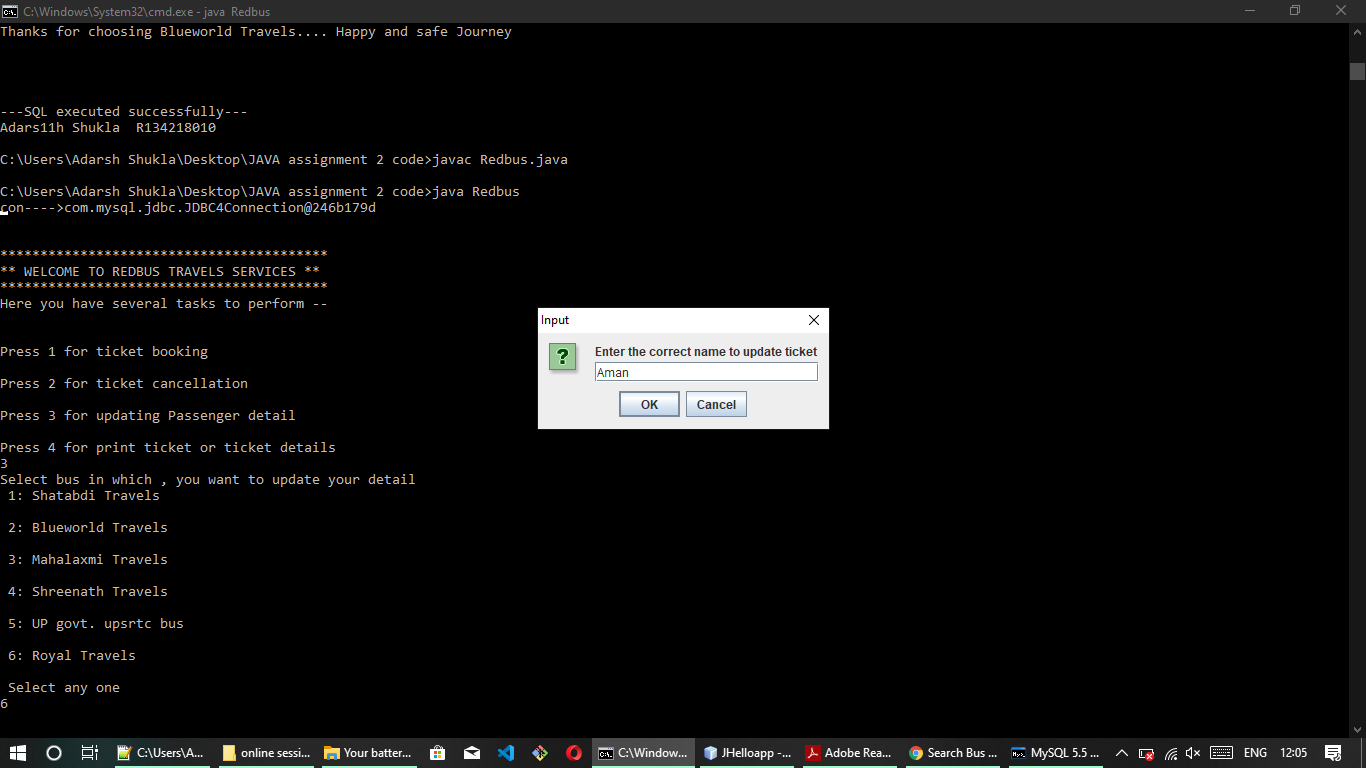 C:\Windows\System32\cmd.exe - java  Redbus
Thanks for choosing Blueworld Travels.... Happy and safe Journey
---SQL executed successfully---
Adars11h Shukla  R134218010
C:\Users\Adarsh Shukla\Desktop\JAVA assignment 2 code>javac Redbus.java
C:\Users\Adarsh Shukla\Desktop\JAVA assignment 2 code>java Redbus
con---->com.mysql.jdbc.JDBC4Connection@246b179d
*****************************************
** WELCOME TO REDBUS TRAVELS SERVICES **
*****************************************
Here you have several tasks to perform --
Press 1 for ticket booking
Press 2 for ticket cancellation
Press 3 for updating Passenger detail
Press 4 for print ticket or ticket details
3
Select bus in which , you want to update your detail
1: Shatabdi Travels
2: Blueworld Travels
3: Mahalaxmi Travels
4: Shreenath Travels
5: UP govt. upsrtc bus
6: Royal Travels
Select any one
6
Input
?
Enter the correct name to update ticket
Aman
OK Cancel
C:\Users\A... online sessi... Your batter... C:\Window... JHelloapp -... Adobe Rea... Search Bus ... MySQL 5.5 ... ENG 12:05